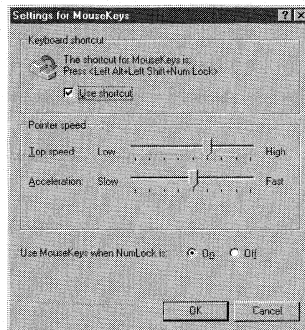 Settings for MouseKeys
Keyboard shortcut
The shortcut for MouseKeys is:
Press <Left Alt+Left Shift+Num Lock>
Use shortcut
Pointer speed
Top speed: Low High
Acceleration: Slow Fast
Use MouseKeys when NumLock is: On Off
OK Cancel